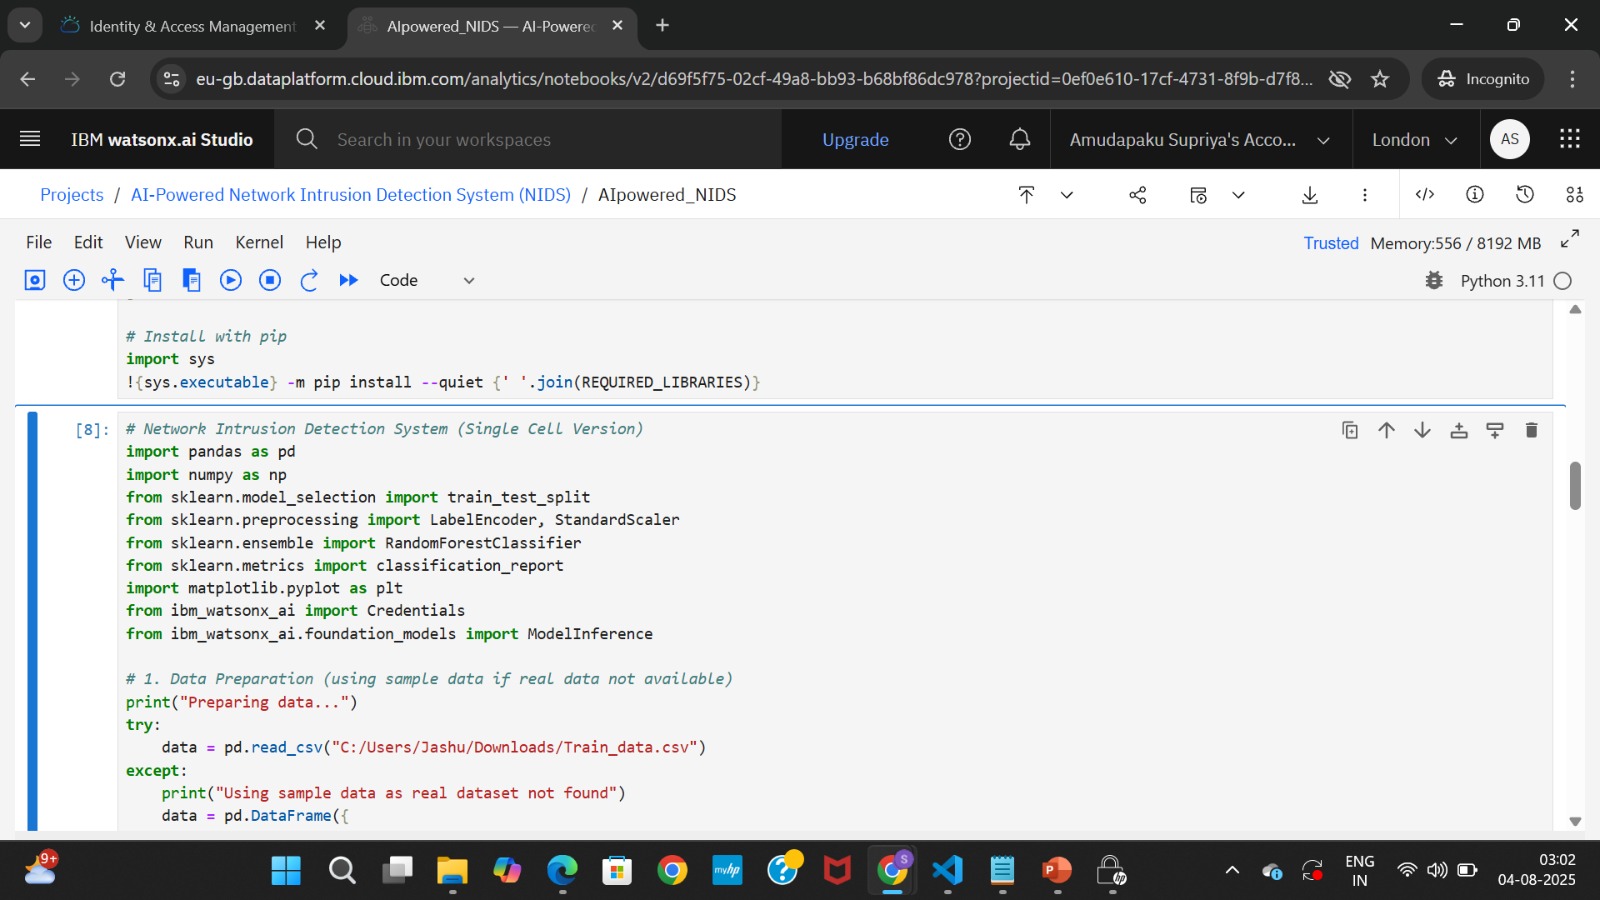 Identity & Access Management
AIpowered_NIDS — AI-Powere
eu-gb.dataplatform.cloud.ibm.com/analytics/notebooks/v2/d69f5f75-02cf-49a8-bb93-b68bf86dc978?projectid=0ef0e610-17cf-4731-8f9b-d7f8...
Incognito
IBM watsonx.ai Studio
Search in your workspaces
Upgrade
Amudapaku Supriya's Acco...
London
AS
Projects / AI-Powered Network Intrusion Detection System (NIDS) / AIpowered_NIDS
File Edit View Run Kernel Help
Trusted Memory:556 / 8192 MB
Code
Python 3.11
# Install with pip
import sys
!{sys.executable} -m pip install --quiet {' '.join(REQUIRED_LIBRARIES)}
[8]: # Network Intrusion Detection System (Single Cell Version)
import pandas as pd
import numpy as np
from sklearn.model_selection import train_test_split
from sklearn.preprocessing import LabelEncoder, StandardScaler
from sklearn.ensemble import RandomForestClassifier
from sklearn.metrics import classification_report
import matplotlib.pyplot as plt
from ibm_watsonx_ai import Credentials
from ibm_watsonx_ai.foundation_models import ModelInference
# 1. Data Preparation (using sample data if real data not available)
print("Preparing data...")
try:
data = pd.read_csv("C:/Users/Jashu/Downloads/Train_data.csv")
except:
print("Using sample data as real dataset not found")
data = pd.DataFrame({
9+
myhp
S
ENG
IN
03:02
04-08-2025